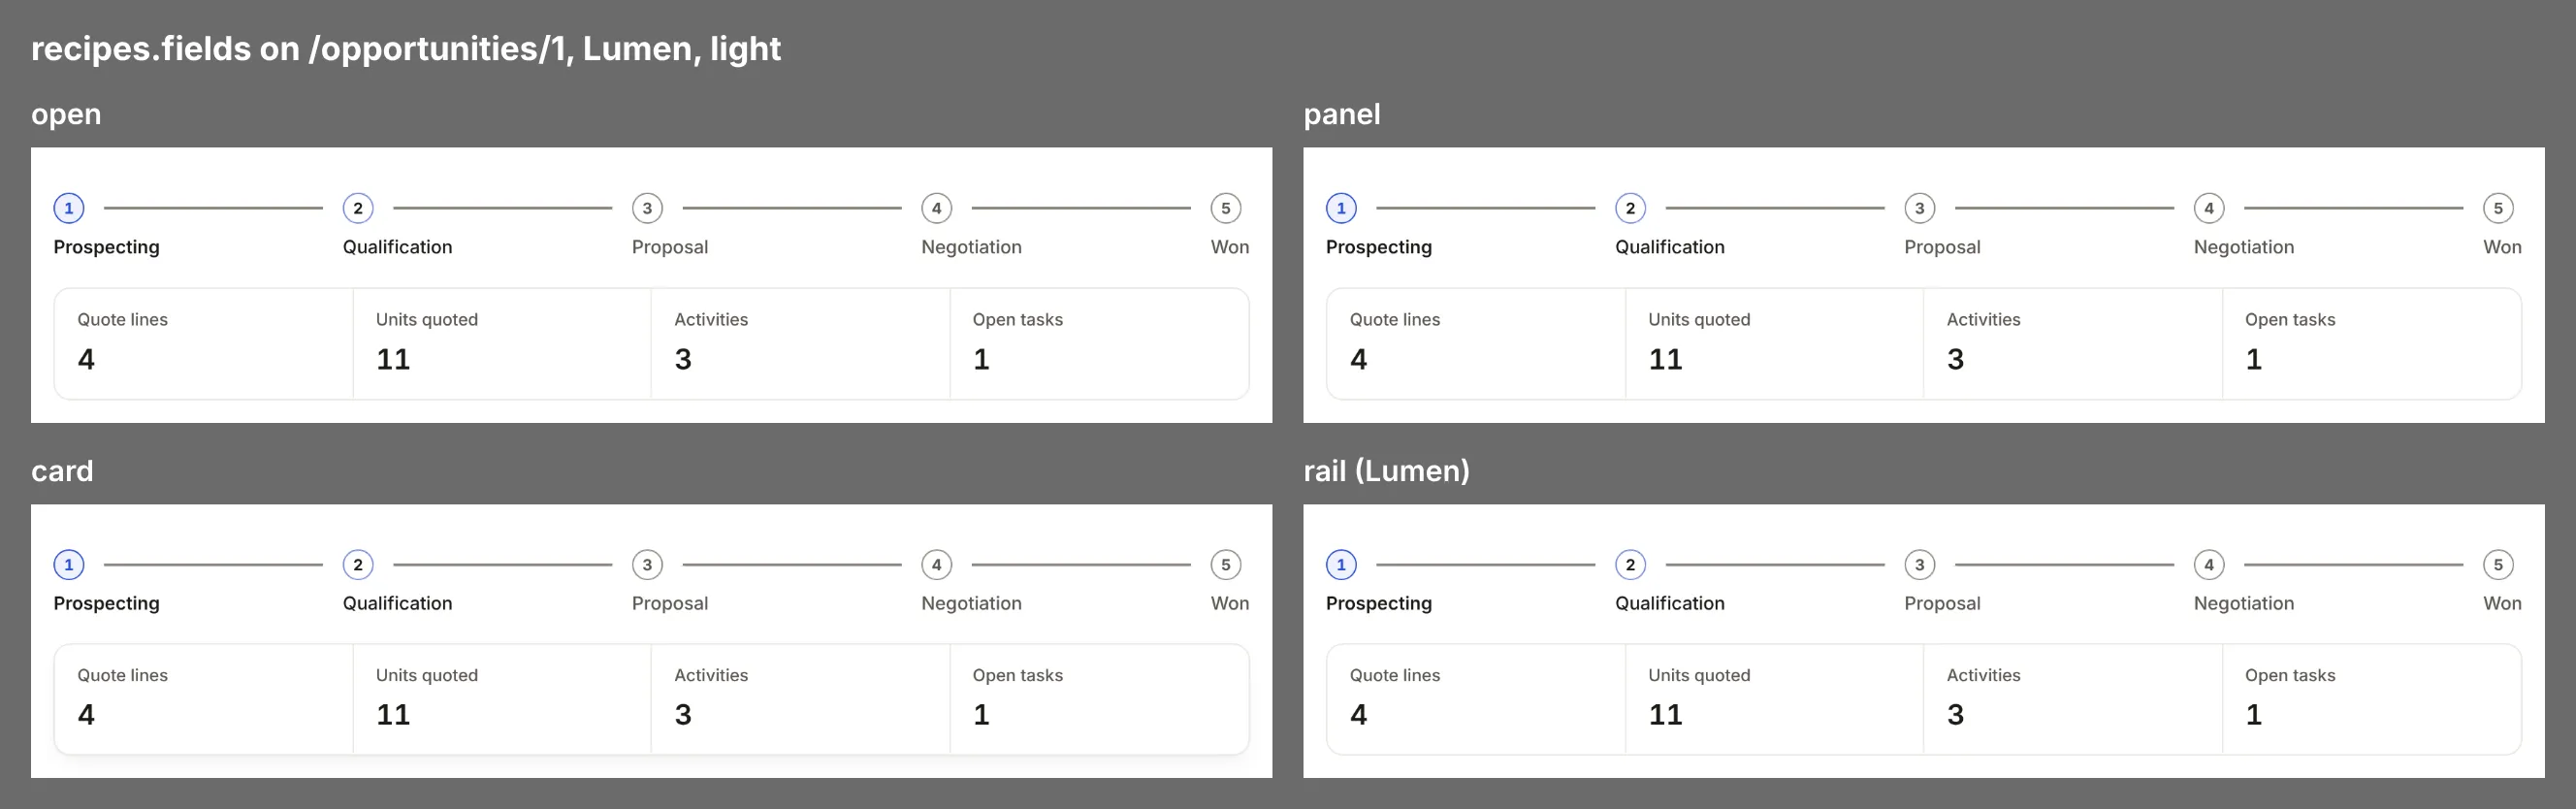 recipes.fields on /opportunities/1, Lumen, light
open
1 2 3 4 5
Prospecting Qualification Proposal Negotiation Won
Quote lines Units quoted Activities Open tasks
4 11 3 1
panel
1 2 3 4 5
Prospecting Qualification Proposal Negotiation Won
Quote lines Units quoted Activities Open tasks
4 11 3 1
card
1 2 3 4 5
Prospecting Qualification Proposal Negotiation Won
Quote lines Units quoted Activities Open tasks
4 11 3 1
rail (Lumen)
1 2 3 4 5
Prospecting Qualification Proposal Negotiation Won
Quote lines Units quoted Activities Open tasks
4 11 3 1